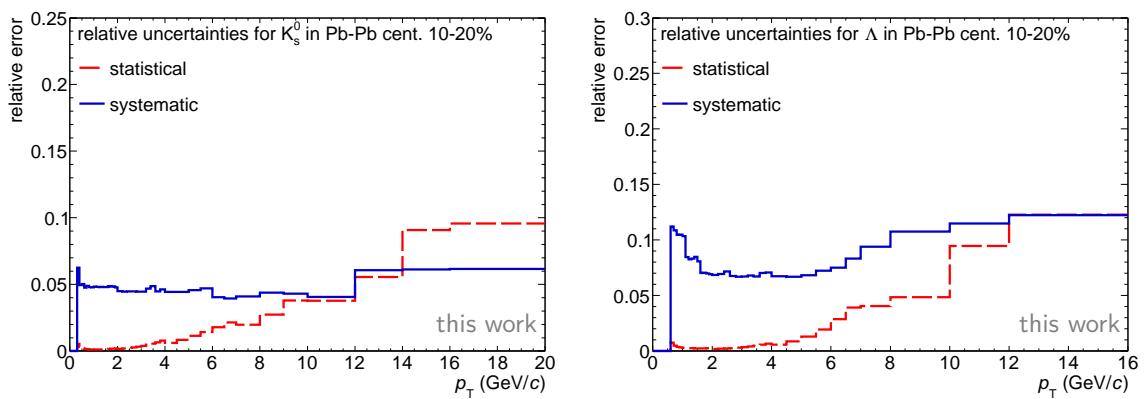 relative error
0.25
0.2
0.15
0.1
0.05
0
relative uncertainties for K⁰ₛ in Pb-Pb cent. 10-20%
statistical
systematic
this work
0 2 4 6 8 10 12 14 16 18 20
p_T (GeV/c)
relative error
0.3
0.25
0.2
0.15
0.1
0.05
0
relative uncertainties for Λ in Pb-Pb cent. 10-20%
statistical
systematic
this work
0 2 4 6 8 10 12 14 16
p_T (GeV/c)